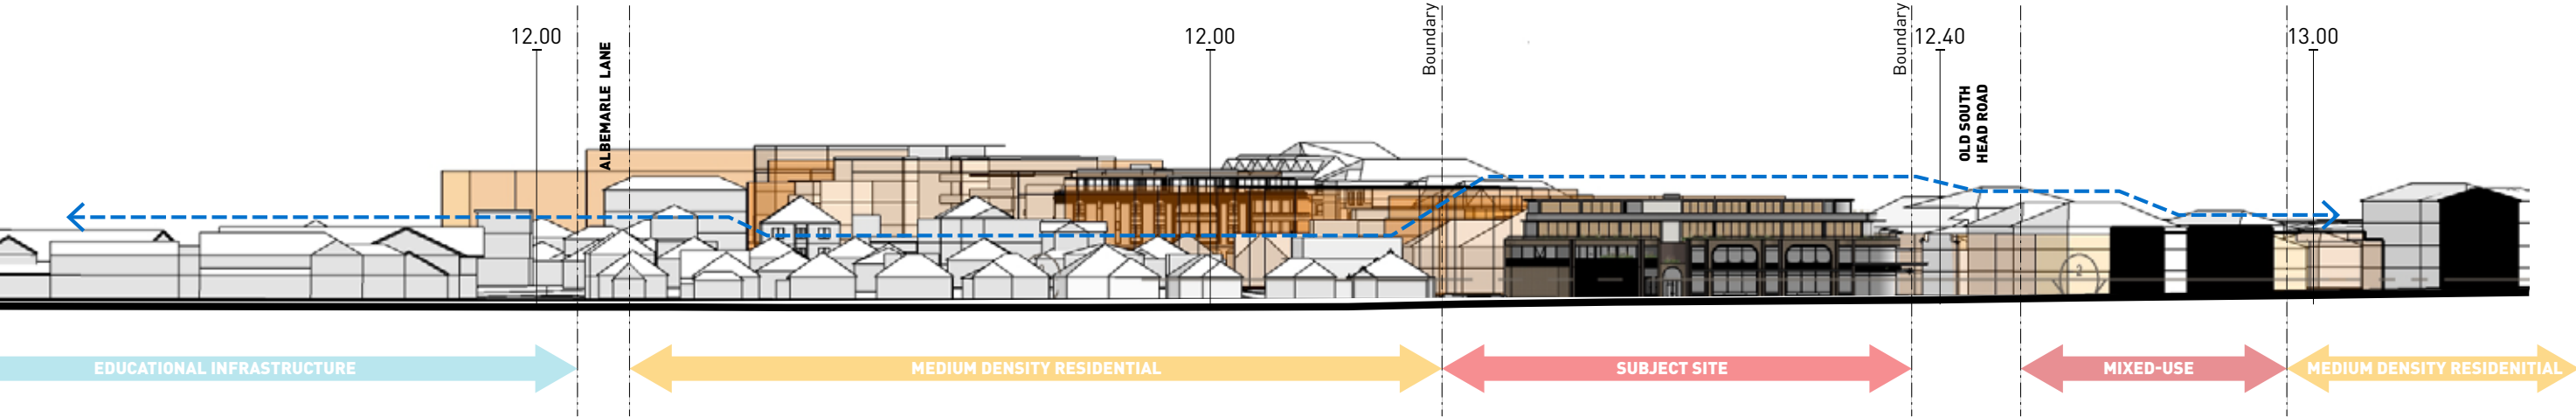 12.00
ALBEMARLE LANE
12.00
Boundary
Boundary
12.40
OLD SOUTH
HEAD ROAD
13.00
M
2
EDUCATIONAL INFRASTRUCTURE
MEDIUM DENSITY RESIDENTIAL
SUBJECT SITE
MIXED-USE
MEDIUM DENSITY RESIDENITIAL